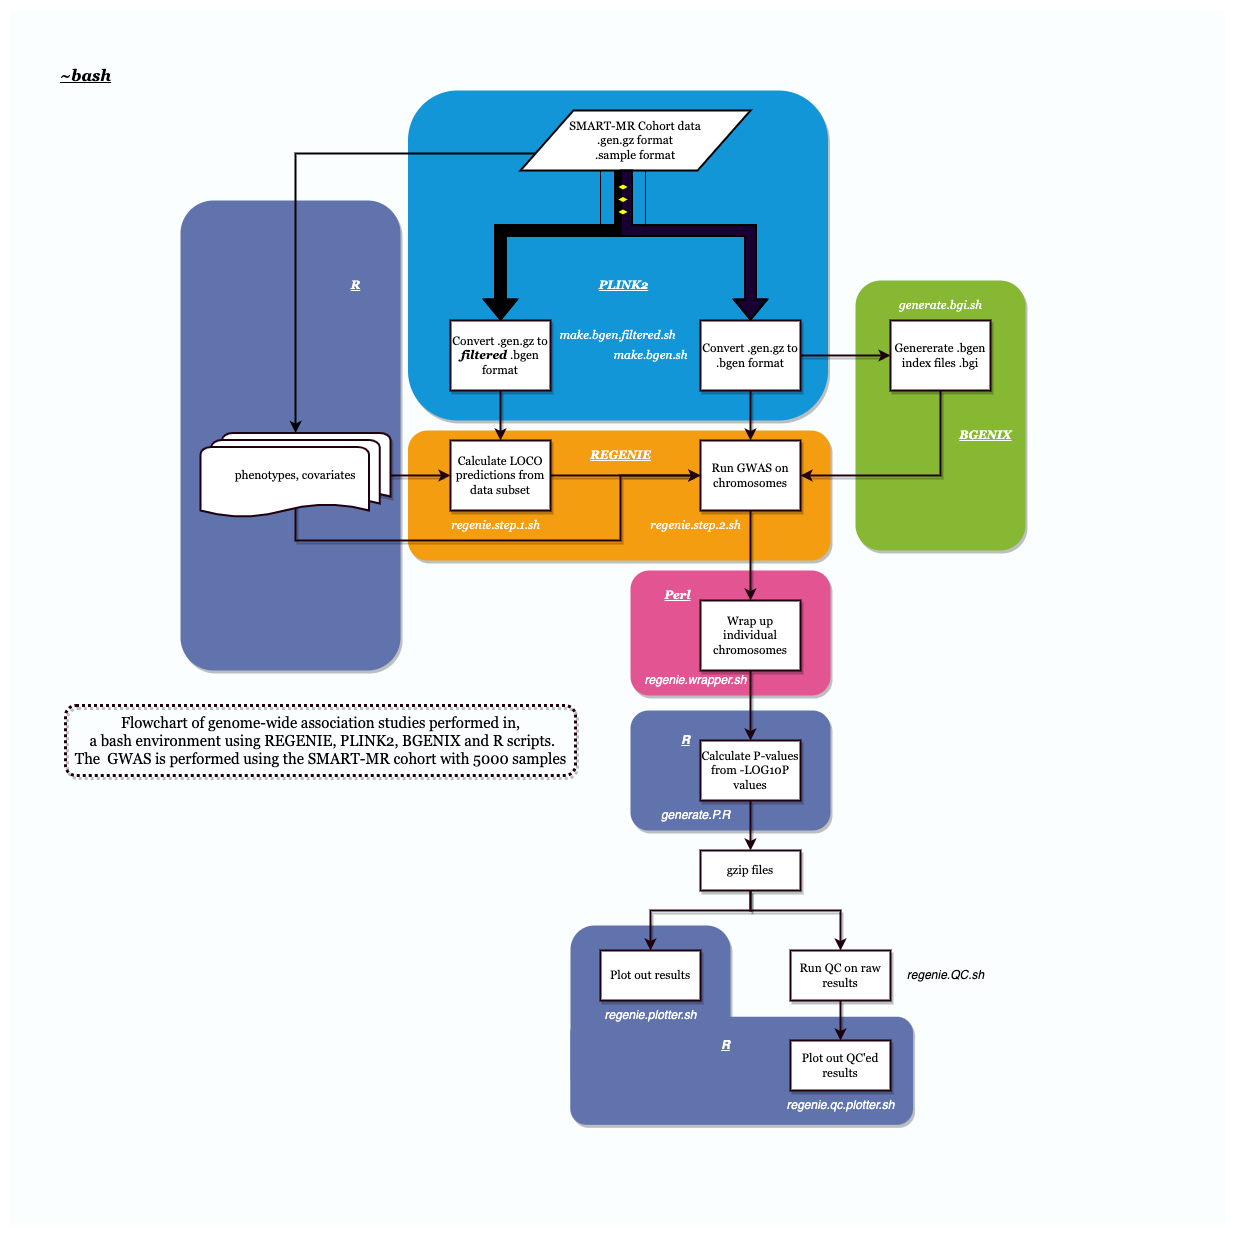 ~bash
SMART-MR Cohort data
.gen.gz format
.sample format
R
PLINK2
generate.bgi.sh
Convert .gen.gz to
filtered .bgen
format
make.bgen.filtered.sh
make.bgen.sh
Convert .gen.gz to
.bgen format
Genererate .bgen
index files .bgi
BGENIX
REGENIE
phenotypes, covariates
Calculate LOCO
predictions from
data subset
Run GWAS on
chromosomes
regenie.step.1.sh
regenie.step.2.sh
Perl
Wrap up
individual
chromosomes
regenie.wrapper.sh
Flowchart of genome-wide association studies performed in,
a bash environment using REGENIE, PLINK2, BGENIX and R scripts.
The GWAS is performed using the SMART-MR cohort with 5000 samples
R
Calculate P-values
from -LOG10P
values
generate.P.R
gzip files
Plot out results
regenie.plotter.sh
Run QC on raw
results
regenie.QC.sh
R
Plot out QC'ed
results
regenie.qc.plotter.sh